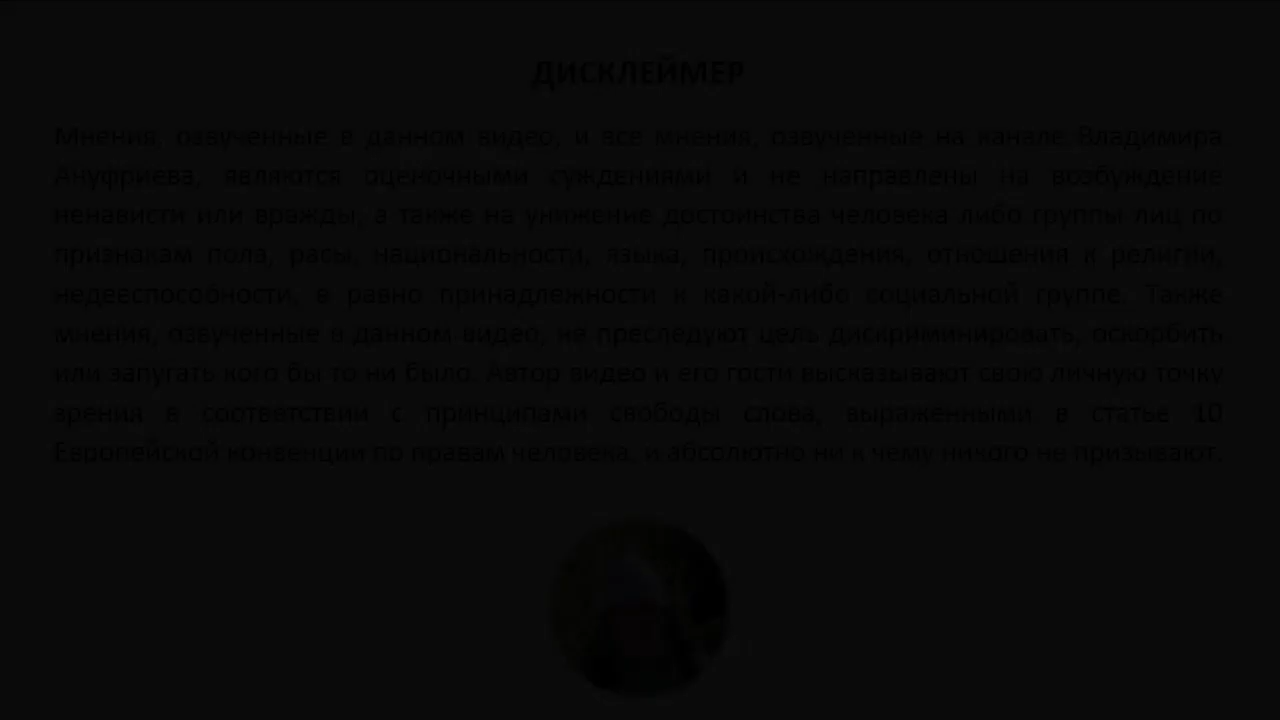 ДИСКЛЕЙМЕР
Мнения, озвученные в данном видео, и все мнения, озвученные на канале Владимира
Ануфриева, являются оценочными суждениями и не направлены на возбуждение
ненависти или вражды, а также на унижение достоинства человека либо группы лиц по
признакам пола, расы, национальности, языка, происхождения, отношения к религии,
недееспособности, а равно принадлежности к какой-либо социальной группе. Также
мнения, озвученные в данном видео, не преследуют цель дискриминировать, оскорбить
или запугать кого бы то ни было. Автор видео и его гости высказывают свою личную точку
зрения в соответствии с принципами свободы слова, выраженными в статье 10
Европейской конвенции по правам человека, и абсолютно ни к чему никого не призывают.